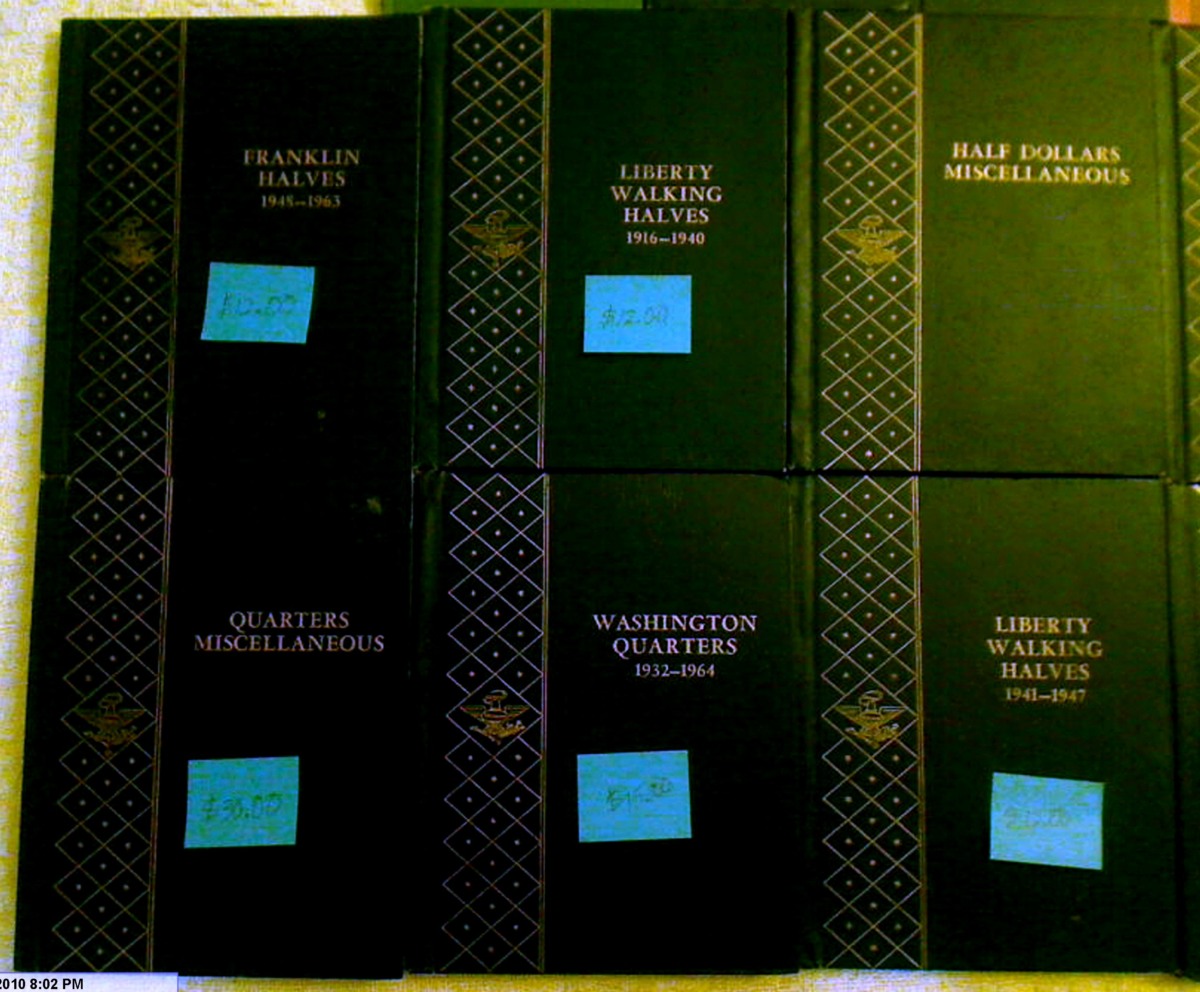 FRANKLIN
HALVES
1948–1963
$12.00
LIBERTY
WALKING
HALVES
1916–1940
$12.00
HALF DOLLARS
MISCELLANEOUS
QUARTERS
MISCELLANEOUS
$30.00
WASHINGTON
QUARTERS
1932–1964
LIBERTY
WALKING
HALVES
1941–1947
2010 8:02 PM